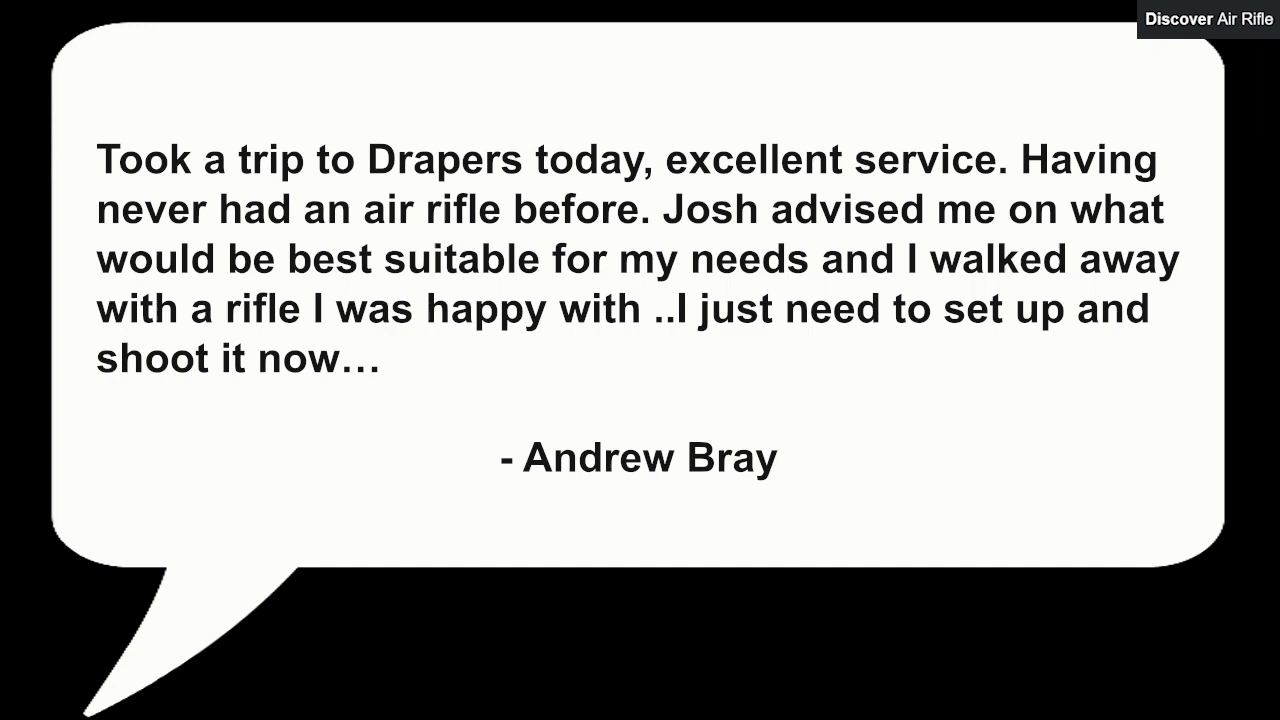 Discover Air Rifle
Took a trip to Drapers today, excellent service. Having
never had an air rifle before. Josh advised me on what
would be best suitable for my needs and I walked away
with a rifle I was happy with ..I just need to set up and
shoot it now…
- Andrew Bray